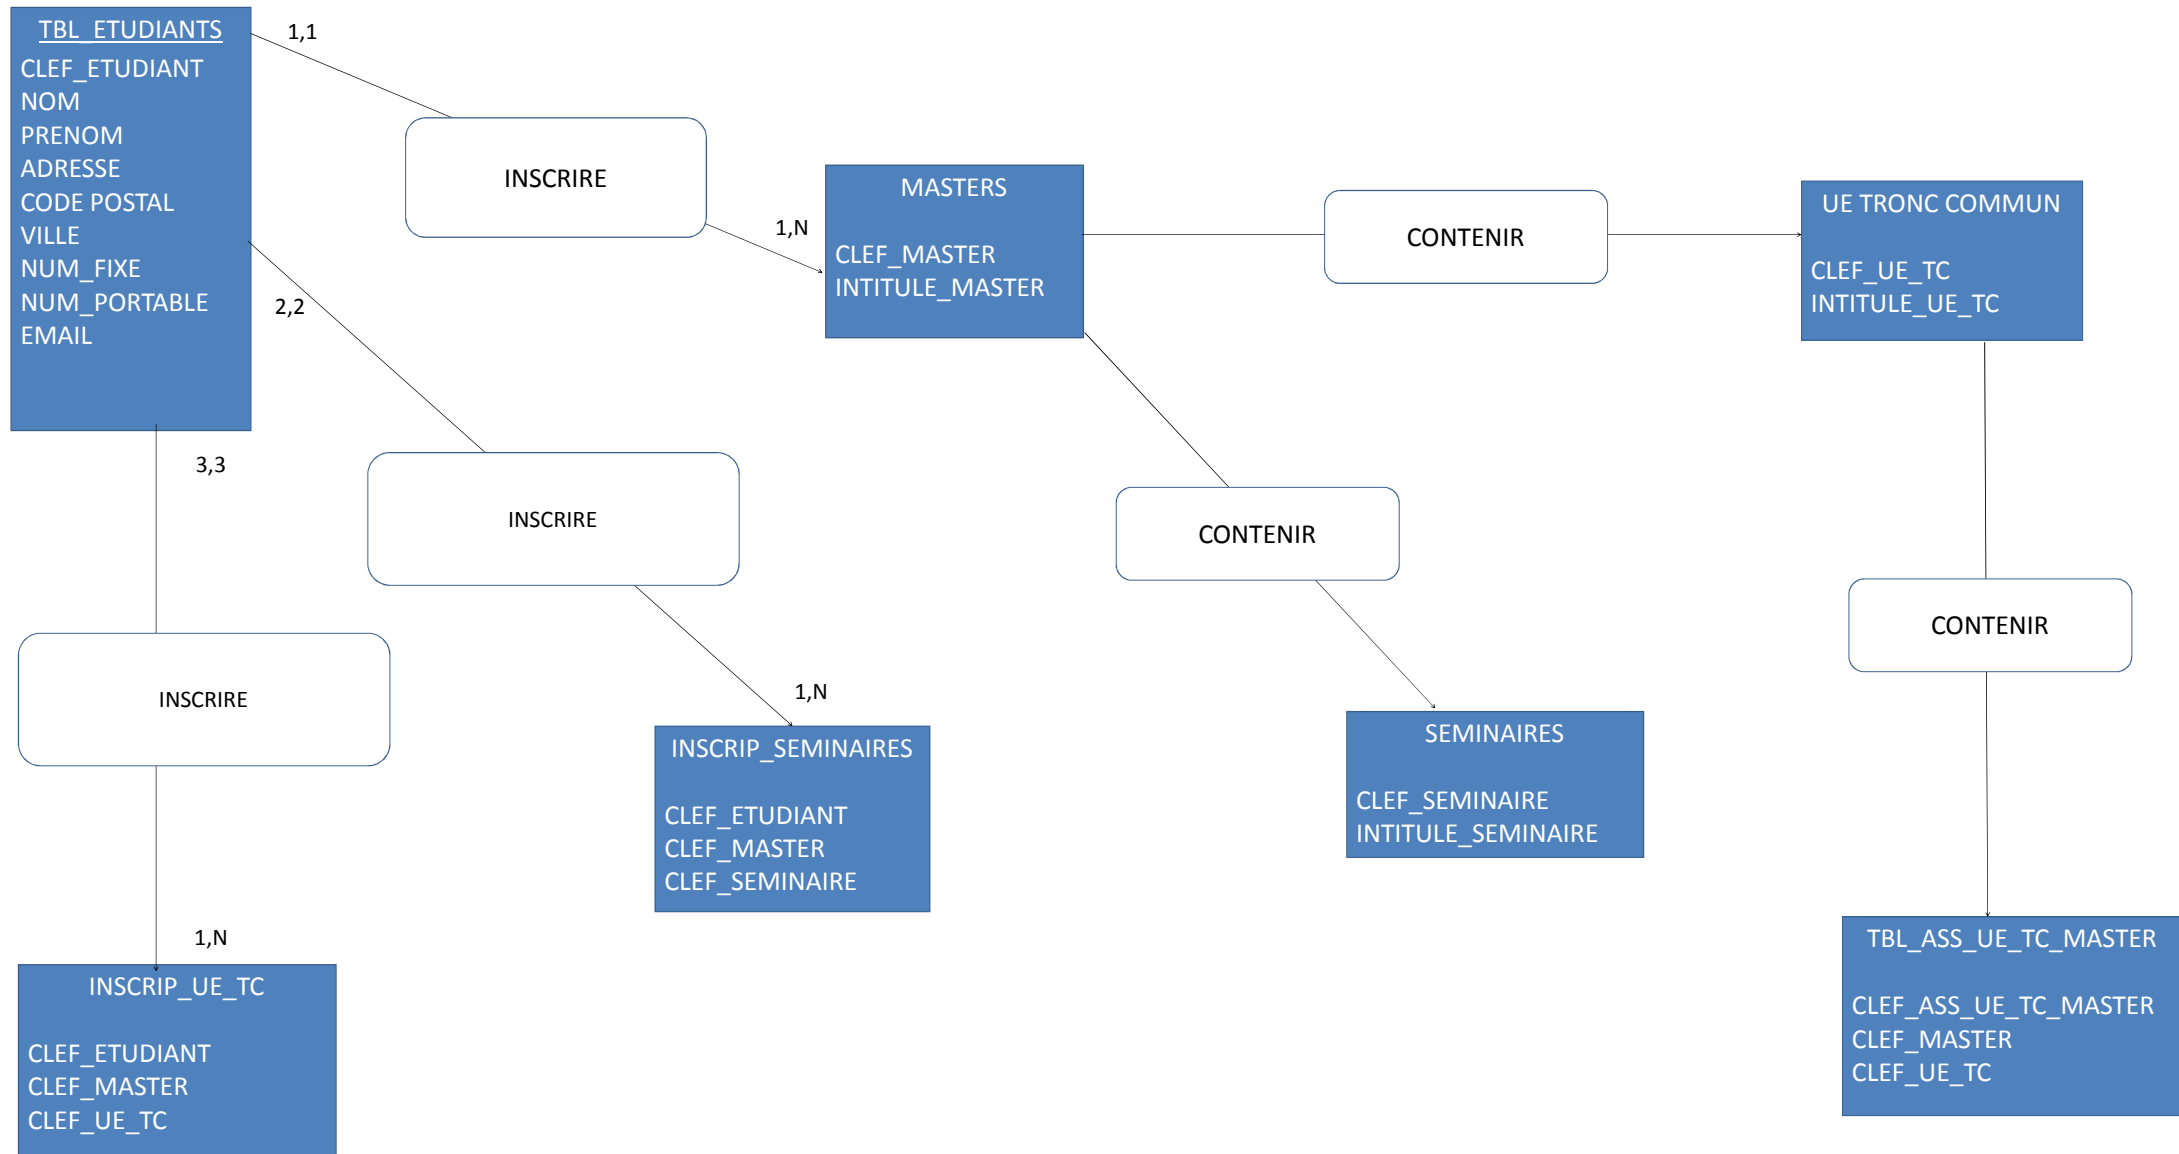 TBL_ETUDIANTS
CLEF_ETUDIANT
NOM
PRENOM
ADRESSE
CODE POSTAL
VILLE
NUM_FIXE
NUM_PORTABLE
EMAIL
1,1
INSCRIRE
1,N
MASTERS
CLEF_MASTER
INTITULE_MASTER
CONTENIR
UE TRONC COMMUN
CLEF_UE_TC
INTITULE_UE_TC
2,2
INSCRIRE
1,N
INSCRIP_SEMINAIRES
CLEF_ETUDIANT
CLEF_MASTER
CLEF_SEMINAIRE
CONTENIR
SEMINAIRES
CLEF_SEMINAIRE
INTITULE_SEMINAIRE
CONTENIR
TBL_ASS_UE_TC_MASTER
CLEF_ASS_UE_TC_MASTER
CLEF_MASTER
CLEF_UE_TC
3,3
INSCRIRE
1,N
INSCRIP_UE_TC
CLEF_ETUDIANT
CLEF_MASTER
CLEF_UE_TC